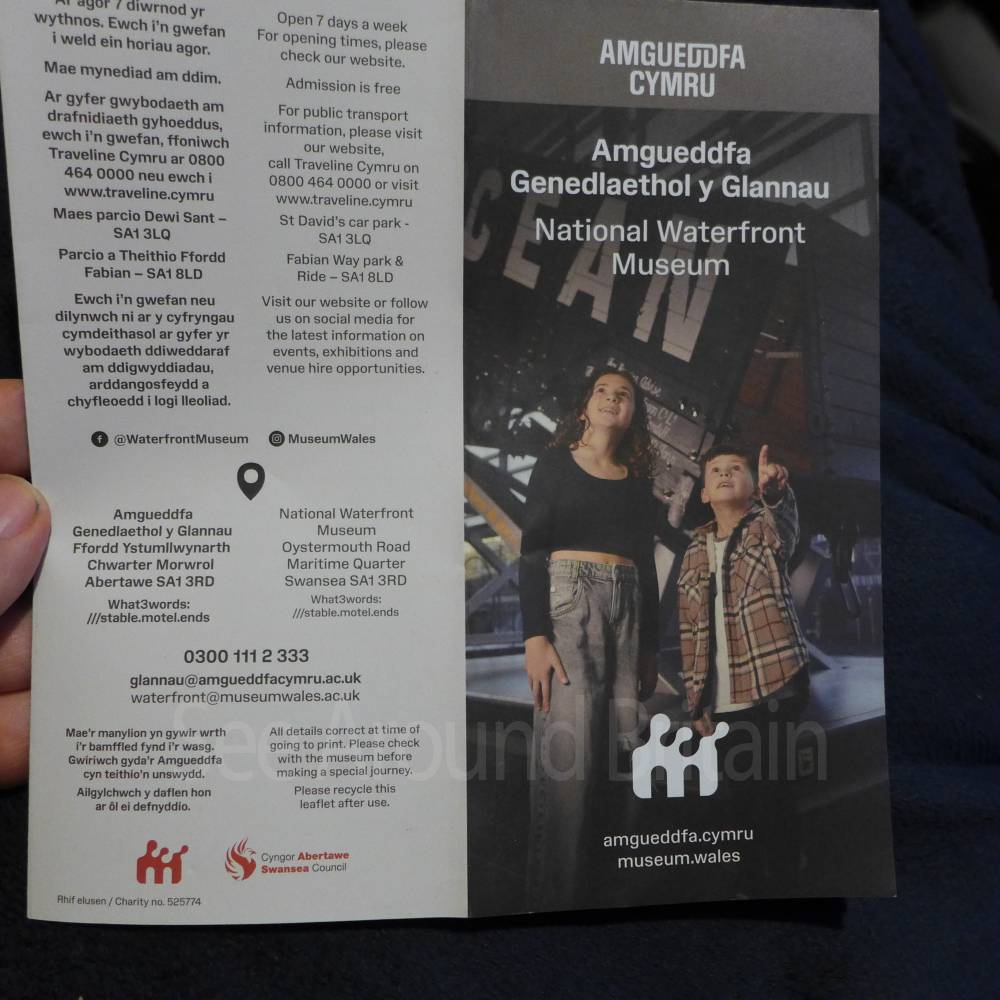 Ar agor 7 diwrnod yr
wythnos. Ewch i'n gwefan
i weld ein horiau agor.
Mae mynediad am ddim.
Ar gyfer gwybodaeth am
drafnidiaeth gyhoeddus,
ewch i'n gwefan, ffoniwch
Traveline Cymru ar 0800
464 0000 neu ewch i
www.traveline.cymru
Maes parcio Dewi Sant –
SA1 3LQ
Parcio a Theithio Ffordd
Fabian – SA1 8LD
Ewch i'n gwefan neu
dilynwch ni ar y cyfryngau
cymdeithasol ar gyfer yr
wybodaeth ddiweddaraf
am ddigwyddiadau,
arddangosfeydd a
chyfleoedd i logi lleoliad.
Open 7 days a week
For opening times, please
check our website.
Admission is free
For public transport
information, please visit
our website,
call Traveline Cymru on
0800 464 0000 or visit
www.traveline.cymru
St David's car park -
SA1 3LQ
Fabian Way park &
Ride – SA1 8LD
Visit our website or follow
us on social media for
the latest information on
events, exhibitions and
venue hire opportunities.
@WaterfrontMuseum MuseumWales
Amgueddfa
Genedlaethol y Glannau
Ffordd Ystumllwynarth
Chwarter Morwrol
Abertawe SA1 3RD
What3words:
///stable.motel.ends
National Waterfront
Museum
Oystermouth Road
Maritime Quarter
Swansea SA1 3RD
What3words:
///stable.motel.ends
0300 111 2 333
glannau@amgueddfacymru.ac.uk
waterfront@museumwales.ac.uk
Mae'r manylion yn gywir wrth
i'r bamffled fynd i'r wasg.
Gwiriwch gyda'r Amgueddfa
cyn teithio'n unswydd.
Ailgylchwch y daflen hon
ar ôl ei defnyddio.
All details correct at time of
going to print. Please check
with the museum before
making a special journey.
Please recycle this
leaflet after use.
Cyngor Abertawe
Swansea Council
Rhif elusen / Charity no. 525774
AMGUEDDFA
CYMRU
Amgueddfa
Genedlaethol y Glannau
National Waterfront
Museum
CEAN
amgueddfa.cymru
museum.wales
See Around Britain